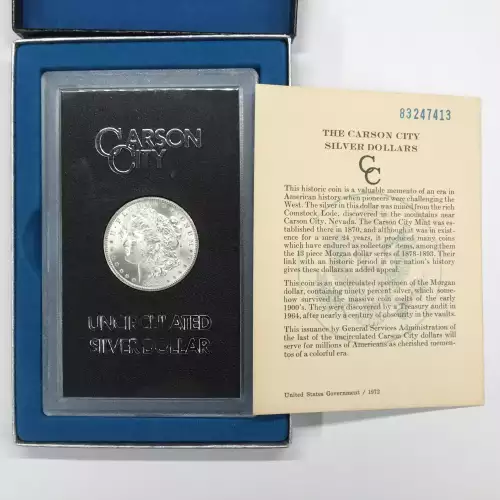 CARSON
CITY
UNCIRCULATED
SILVER DOLLAR
83247413
THE CARSON CITY
SILVER DOLLARS
CC
This historic coin is a valuable memento of an era in
American history when pioneers were challenging the
West. The silver in this dollar was mined from the rich
Comstock Lode, discovered in the mountains near
Carson City, Nevada. The Carson City Mint was es-
tablished there in 1870, and although it was in exist-
ence for a mere 24 years, it produced many coins
which have endured as collectors items, among them
the 13 piece Morgan dollar series of 1878-1893. Their
link with an historic period in our nation's history
gives these dollars an added appeal.
This coin is an uncirculated specimen of the Morgan
dollar, containing ninety percent silver, which some-
how survived the massive coin melts of the early
1900's. They were discovered by a Treasury audit in
1964, after nearly a century of obscurity in the vaults.
This issuance by General Services Administration of
the last of the uncirculated Carson City dollars will
serve for millions of Americans as cherished memen-
tos of a colorful era.
United States Government / 1972